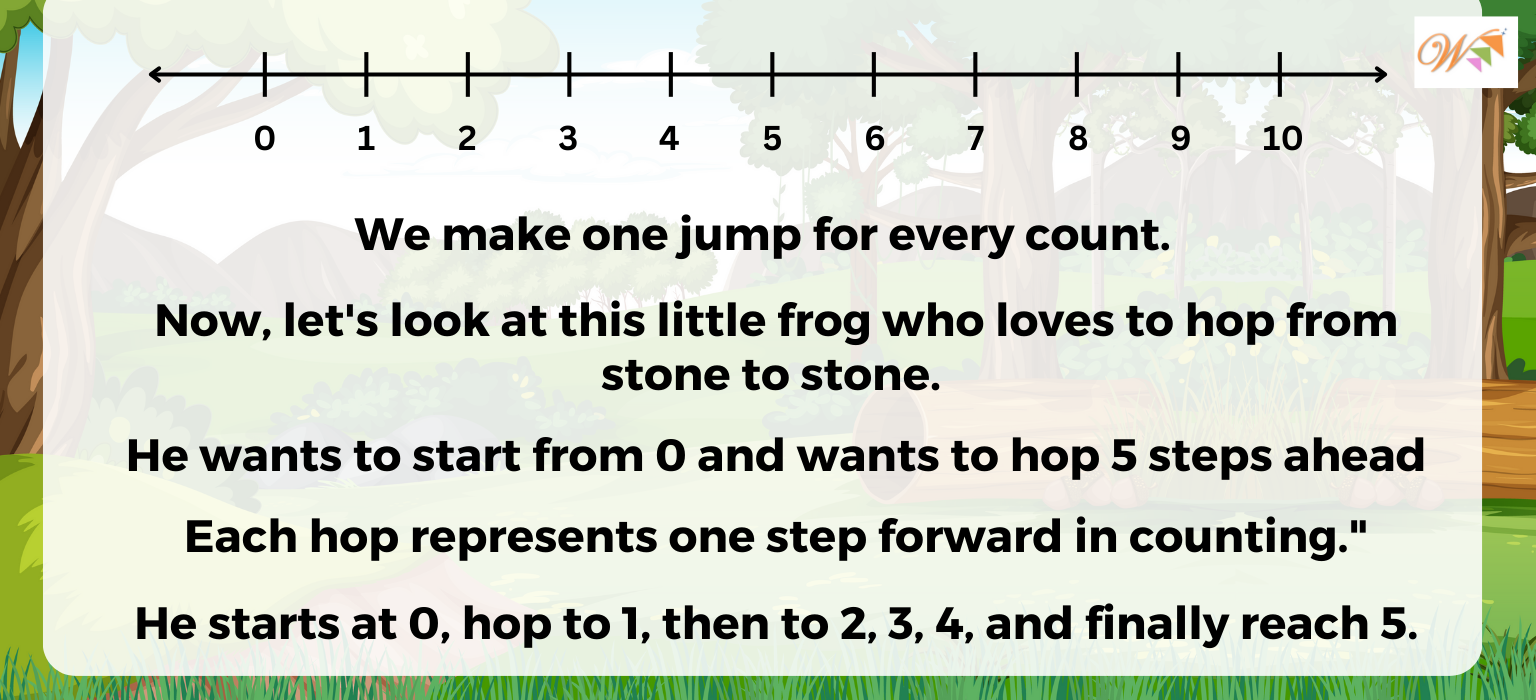 0 1 2 3 4 5 6 7 8 9 10
We make one jump for every count.
Now, let's look at this little frog who loves to hop from
stone to stone.
He wants to start from 0 and wants to hop 5 steps ahead
Each hop represents one step forward in counting."
He starts at 0, hop to 1, then to 2, 3, 4, and finally reach 5.
W